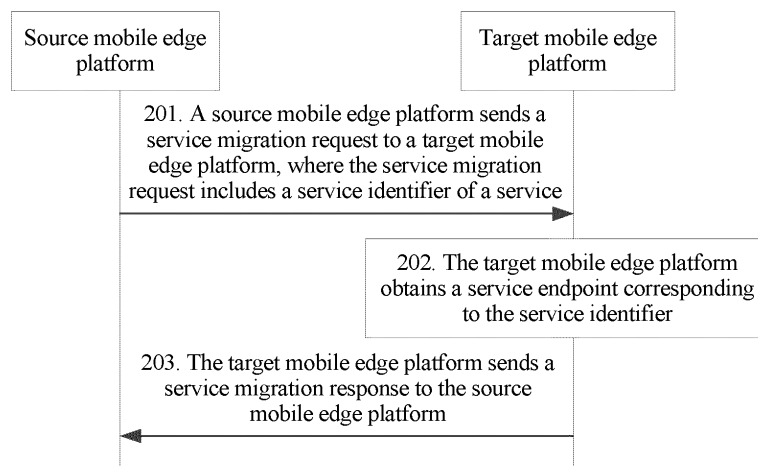 Source mobile edge
platform
Target mobile edge
platform
201. A source mobile edge platform sends a
service migration request to a target mobile
edge platform, where the service migration
request includes a service identifier of a service
202. The target mobile edge platform
obtains a service endpoint corresponding
to the service identifier
203. The target mobile edge platform sends a
service migration response to the source
mobile edge platform